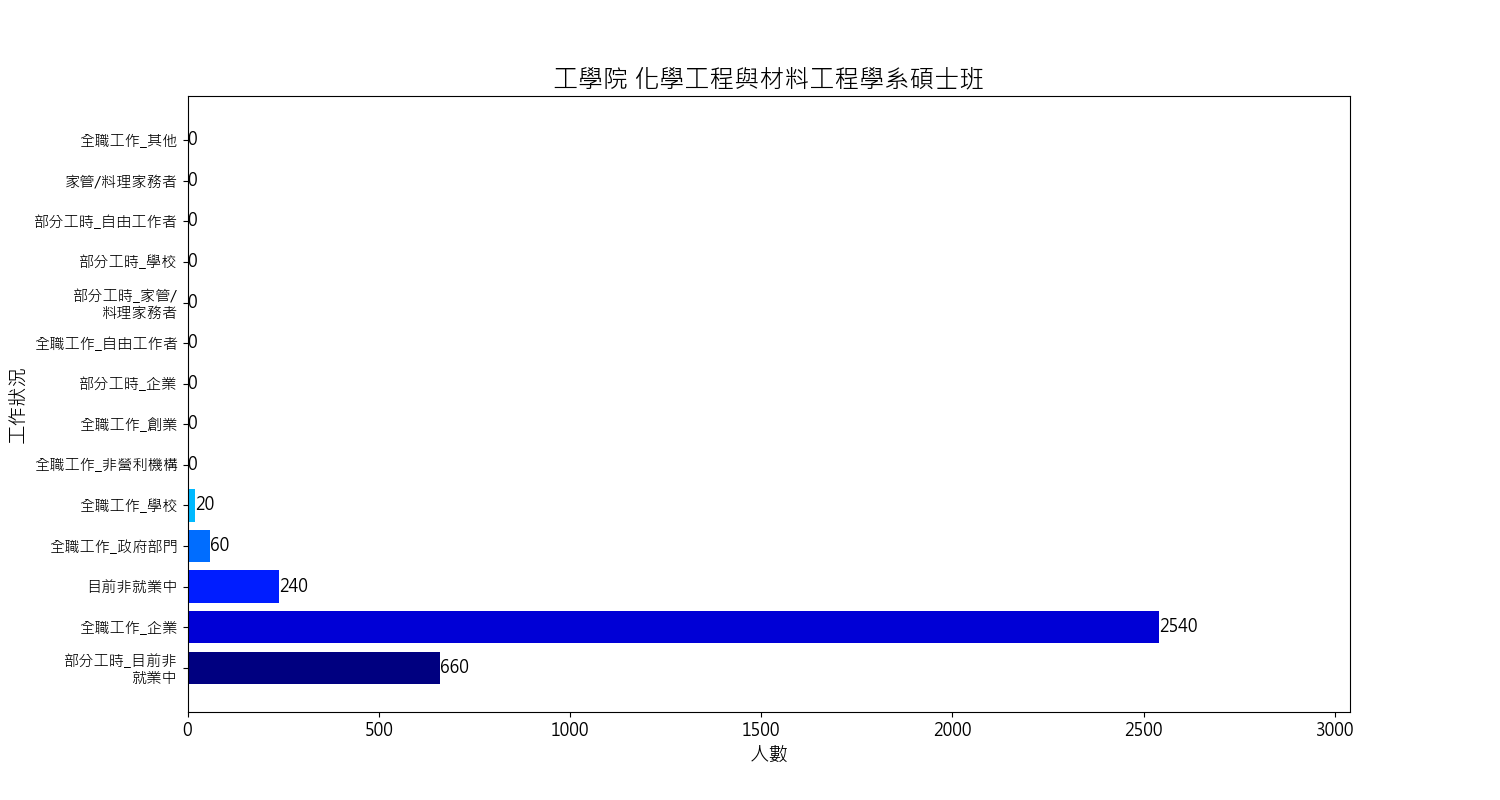 工學院 化學工程與材料工程學系碩士班
工作狀況
全職工作_其他
0
家管/料理家務者
0
部分工時_自由工作者
0
部分工時_學校
0
部分工時_家管/
料理家務者
0
全職工作_自由工作者
0
部分工時_企業
0
全職工作_創業
0
全職工作_非營利機構
0
全職工作_學校
20
全職工作_政府部門
60
目前非就業中
240
全職工作_企業
2540
部分工時_目前非
就業中
660
0 500 1000 1500 2000 2500 3000
人數